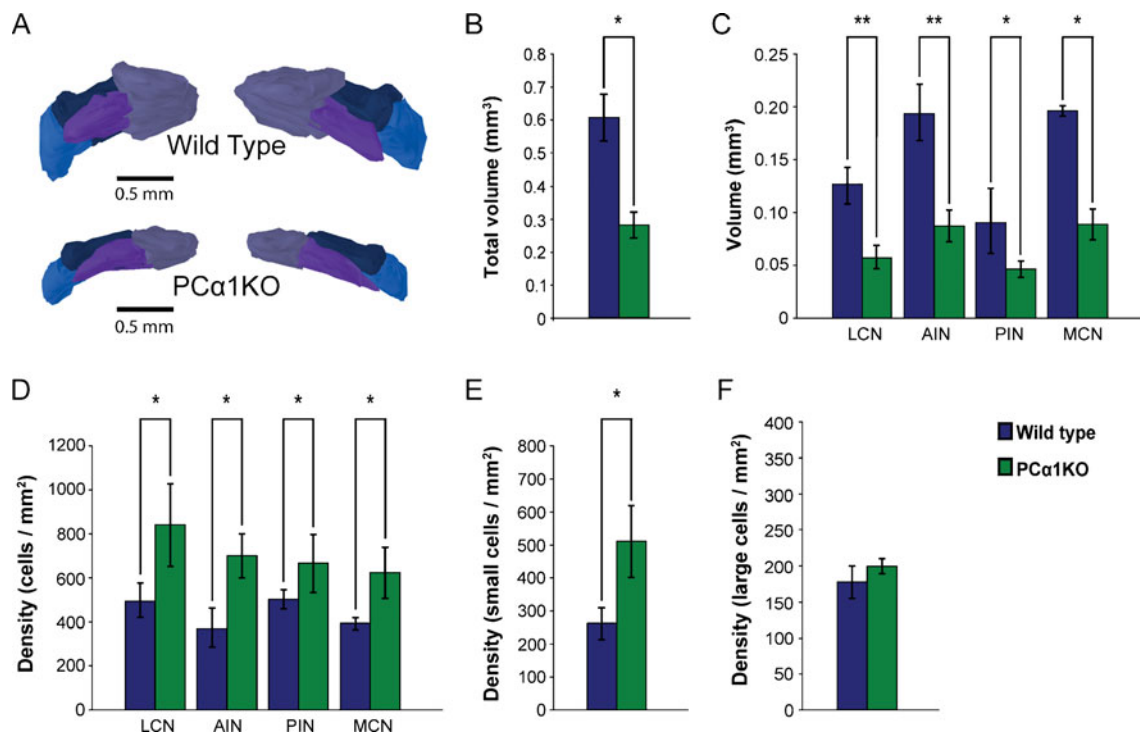 A
Wild Type
0.5 mm
PCα1KO
0.5 mm
B
Total volume (mm³)
0.8
0.7
0.6
0.5
0.4
0.3
0.2
0.1
0
*
C
Volume (mm³)
0.25
0.20
0.15
0.10
0.05
0
** ** * *
LCN AIN PIN MCN
D
Density (cells / mm²)
1200
1000
800
600
400
200
0
* * * *
LCN AIN PIN MCN
E
Density (small cells / mm²)
800
700
600
500
400
300
200
100
0
*
F
Density (large cells / mm²)
400
350
300
250
200
150
100
50
0
Wild type
PCα1KO